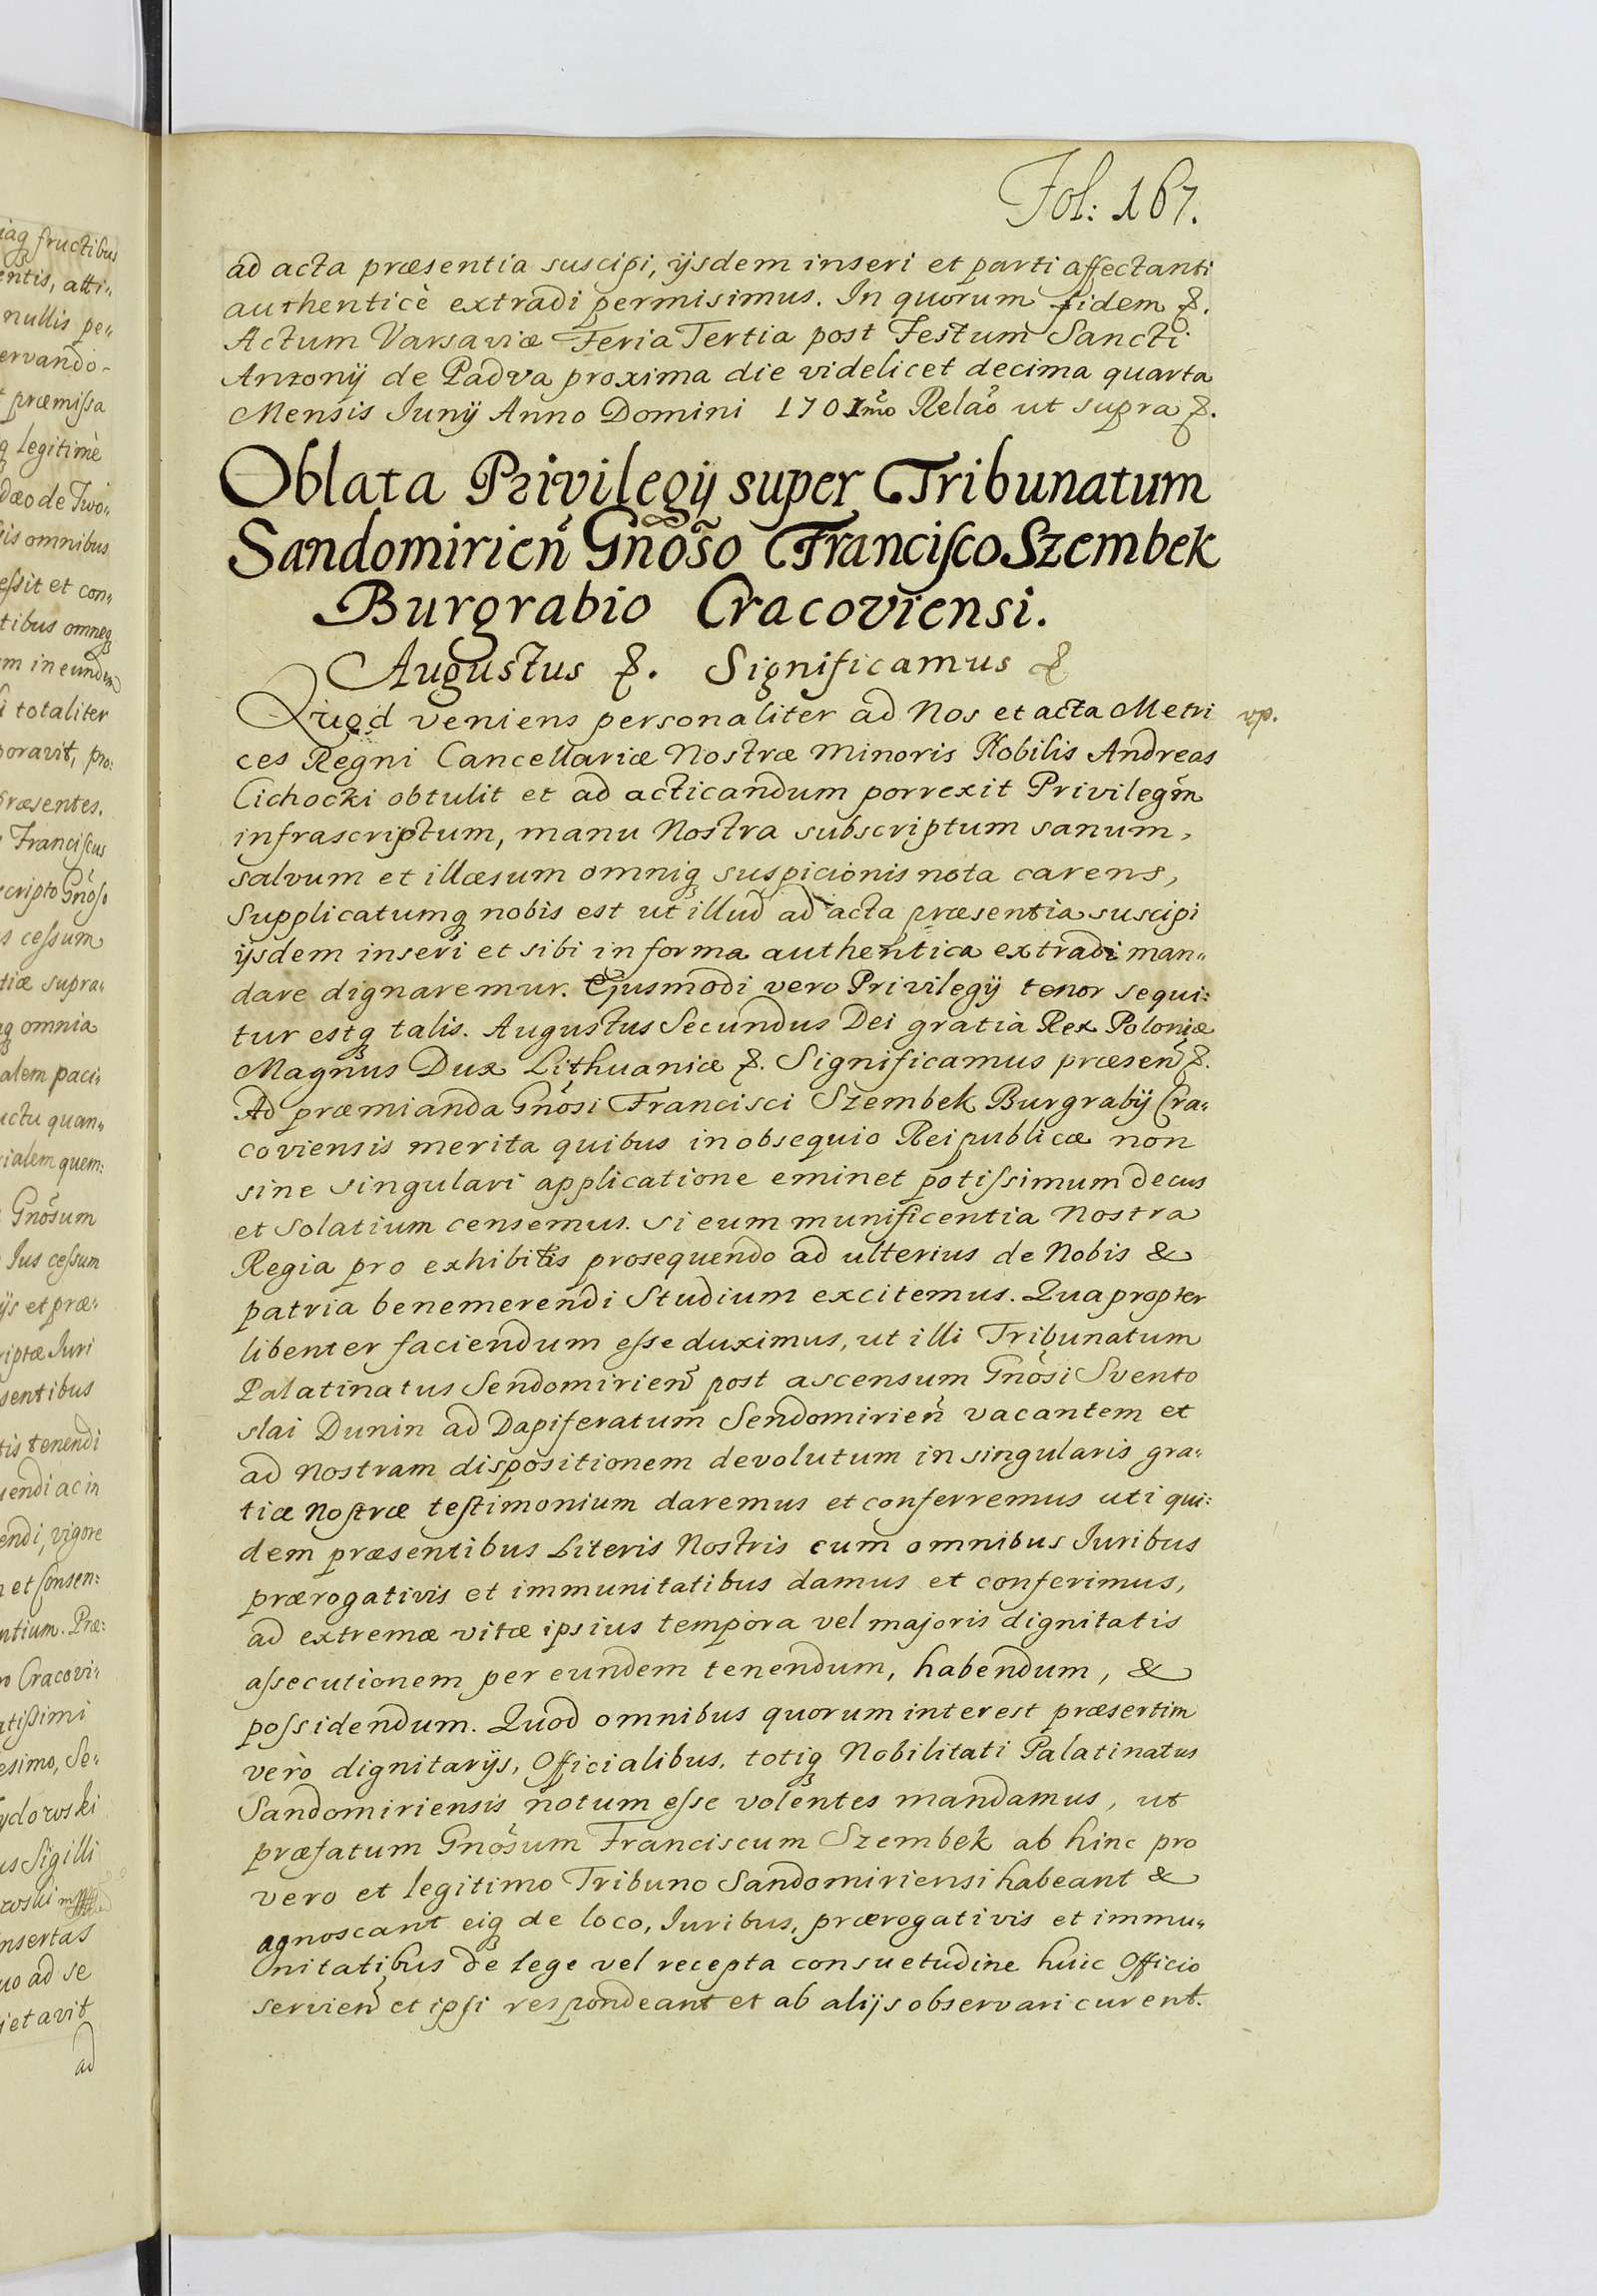 Fol: 167.
ad acta præsentia suscipi, ijsdem inseri et parti affectanti
authenticè extradi permisimus. In quorum fidem &.
Actum Varsaviæ Feria Tertia post Festum Sancti
Antonij de Padva proxima die videlicet decima quarta
Mensis Iunij Anno Domini 1701mo Relão ut supra &.
Oblata Privilegij super Tribunatum
Sandomirieñ Gnõso Francisco Szembek
Burgrabio Cracoviensi.
Augustus &. Significamus &
Quod veniens personaliter ad Nos et acta Metri
vp.
ces Regni Cancellariæ Nostræ Minoris Nobilis Andreas
Cichocki obtulit et ad acticandum porrexit Privilegm̃
infrascriptum, manu Nostra subscriptum sanum,
salvum et illæsum omniq suspicionis nota carens,
Supplicatumq nobis est ut illud ad acta præsentia suscipi
ijsdem inseri et sibi in forma authentica extradi man„
dare dignaremur. Ejusmodi vero Privilegij tenor sequi:
tur estq talis. Augustus Secundus Dei gratia Rex Poloniæ
Magnus Dux Lithuaniæ &. Significamus præseñ &.
Ad præmianda Gnõsi Francisci Szembek Burgrabij Cra„
coviensis merita quibus in obsequio Reipublicæ non
sine singulari applicatione eminet potissimum decus
et solatium censemus. si eum munificentia Nostra
Regia pro exhibitis prosequendo ad ulterius de Nobis &
patria benemerendi Studium excitemus. Quapropter
libenter faciendum esse duximus, ut illi Tribunatum
Palatinatus Sendomirieñ post ascensum Gnõsi Svento
slai Dunin ad Dapiferatum Sendomirieñ vacantem et
ad nostram dispositionem devolutum in singularis gra„
tiæ Nostræ testimonium daremus et conferremus uti qui:
dem præsentibus Literis Nostris cum omnibus Iuribus
prærogativis et immunitatibus damus et conferimus,
ad extremæ vitæ ipsius tempora vel majoris dignitatis
assecutionem per eundem tenendum, habendum, &
possidendum. Quod omnibus quorum interest præsertim
verò dignitarijs, Officialibus, totiq Nobilitati Palatinatus
Sandomiriensis notum esse volentes mandamus, ut
præfatum Gnõsum Franciscum Szembek ab hinc pro
vero et legitimo Tribuno Sandomiriensi habeant &
agnoscant eiq de loco, Iuribus, prærogativis et immu„
nitatibus de lege vel recepta consuetudine huic Officio
servieñ et ipsi respondeant et ab alijs observari curent.